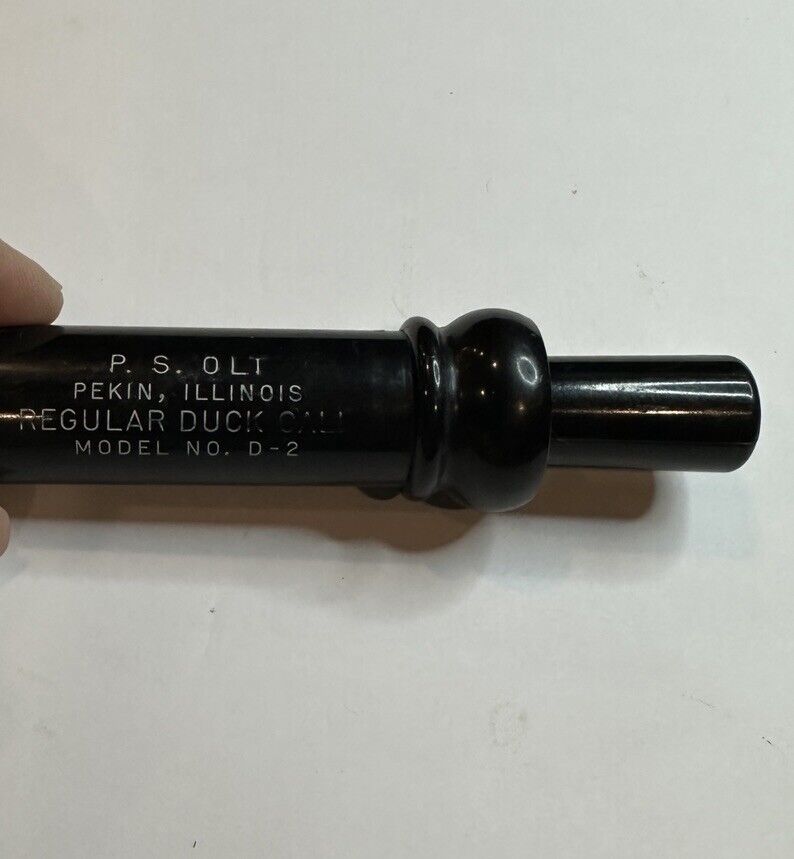 P. S. OLT
PEKIN, ILLINOIS
REGULAR DUCK CALL
MODEL NO. D-2